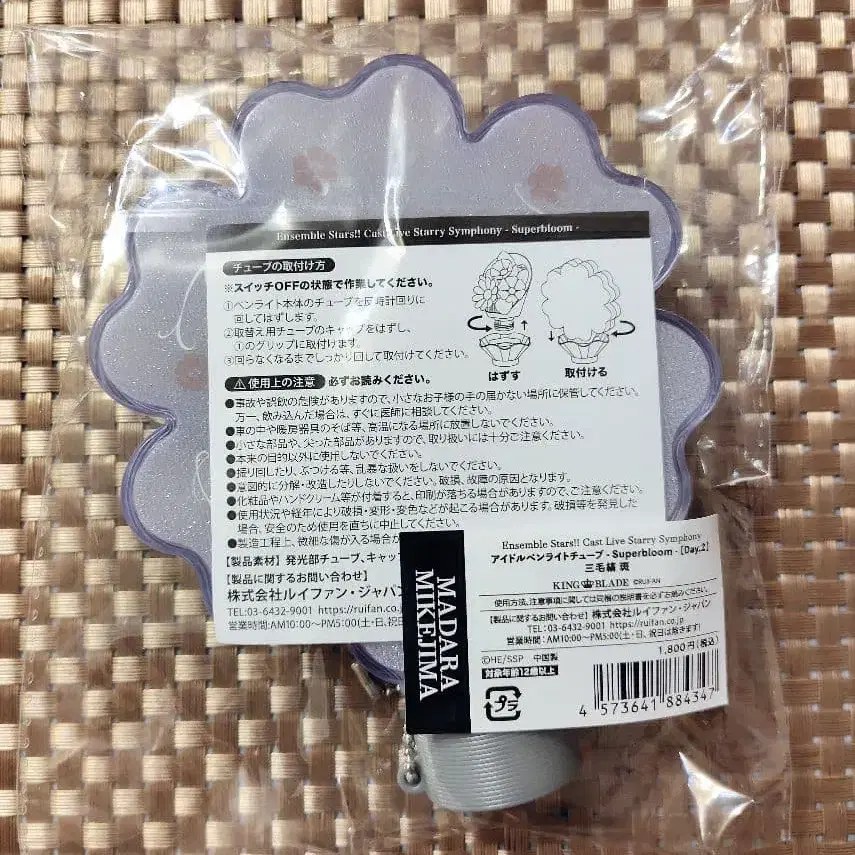 Ensemble Stars!! Cast Live Starry Symphony - Superbloom -
チューブの取付け方
※スイッチOFFの状態で作業してください。
①ペンライト本体のチューブを反時計回りに
回してはずします。
②取替え用チューブのキャップをはずし、
①のグリップに取付けます。
③回らなくなるまでしっかり回して取付けてください。
はずす
取付ける
使用上の注意 必ずお読みください。
●事故や誤飲の危険がありますので、小さなお子様の手の届かない場所に保管してください。
万一、飲み込んだ場合は、すぐに医師に相談してください。
●車の中や暖房器具のそば等、高温になる場所に放置しないでください。
●小さな部品や、尖った部品がありますので、取り扱いには十分ご注意ください。
●本来の目的以外に使用しないでください。
●振り回したり、ぶつける等、乱暴な扱いをしないでください。
●意図的に分解・改造したりしないでください。破損、故障の原因となります。
●化粧品やハンドクリーム等が付着すると、印刷が落ちる場合がありますので、ご注意ください。
●使用状況や経年により破損・変形・変色などが起こる場合があります。破損等を発見した
場合、安全のため使用を直ちに中止してください。
●製造工程上、微細な傷が入る場合が
【製品素材】発光部チューブ、キャップ
【製品に関するお問い合わせ】
株式会社ルイファン・ジャパン
TEL:03-6432-9001 https://ruifan.co.j
営業時間:AM10:00~PM5:00(土・日、祝
MADARA
MIKEJIMA
Ensemble Stars!! Cast Live Starry Symphony
アイドルペンライトチューブ - Superbloom -【Day.2】
三毛縞 斑
KING BLADE ©RUIFAN
使用方法、注意事項に関しては同梱の説明書を必ずお読みください。
【製品に関するお問い合わせ】株式会社ルイファン・ジャパン
TEL:03-6432-9001 https://ruifan.co.jp/
営業時間:AM10:00~PM5:00(土・日、祝日は除きます)
1,800円(税込)
©HE/SSP 中国製
対象年齢12歳以上
プラ
4 573641 884347